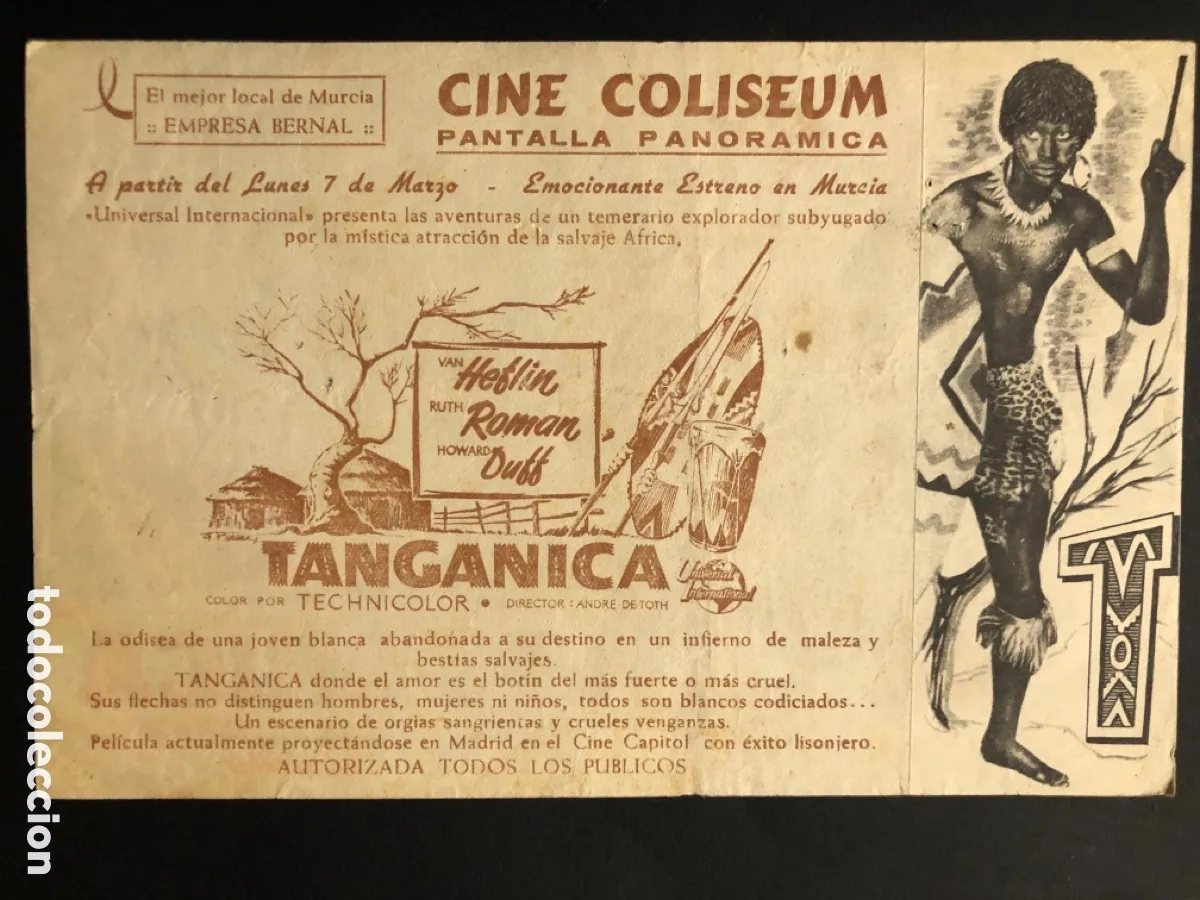 El mejor local de Murcia
:: EMPRESA BERNAL ::
CINE COLISEUM
PANTALLA PANORAMICA
A partir del Lunes 7 de Marzo - Emocionante Estreno en Murcia
«Universal Internacional» presenta las aventuras de un temerario explorador subyugado
por la mística atracción de la salvaje Africa.
VAN Heflin
RUTH Roman
HOWARD Duff
TANGANICA
Universal International
COLOR POR TECHNICOLOR • DIRECTOR: ANDRE DE TOTH
La odisea de una joven blanca abandonada a su destino en un infierno de maleza y
bestias salvajes.
TANGANICA donde el amor es el botín del más fuerte o más cruel.
Sus flechas no distinguen hombres, mujeres ni niños, todos son blancos codiciados...
Un escenario de orgias sangrientas y crueles venganzas.
Película actualmente proyectándose en Madrid en el Cine Capitol con éxito lisonjero.
AUTORIZADA TODOS LOS PUBLICOS
T
todocoleccion